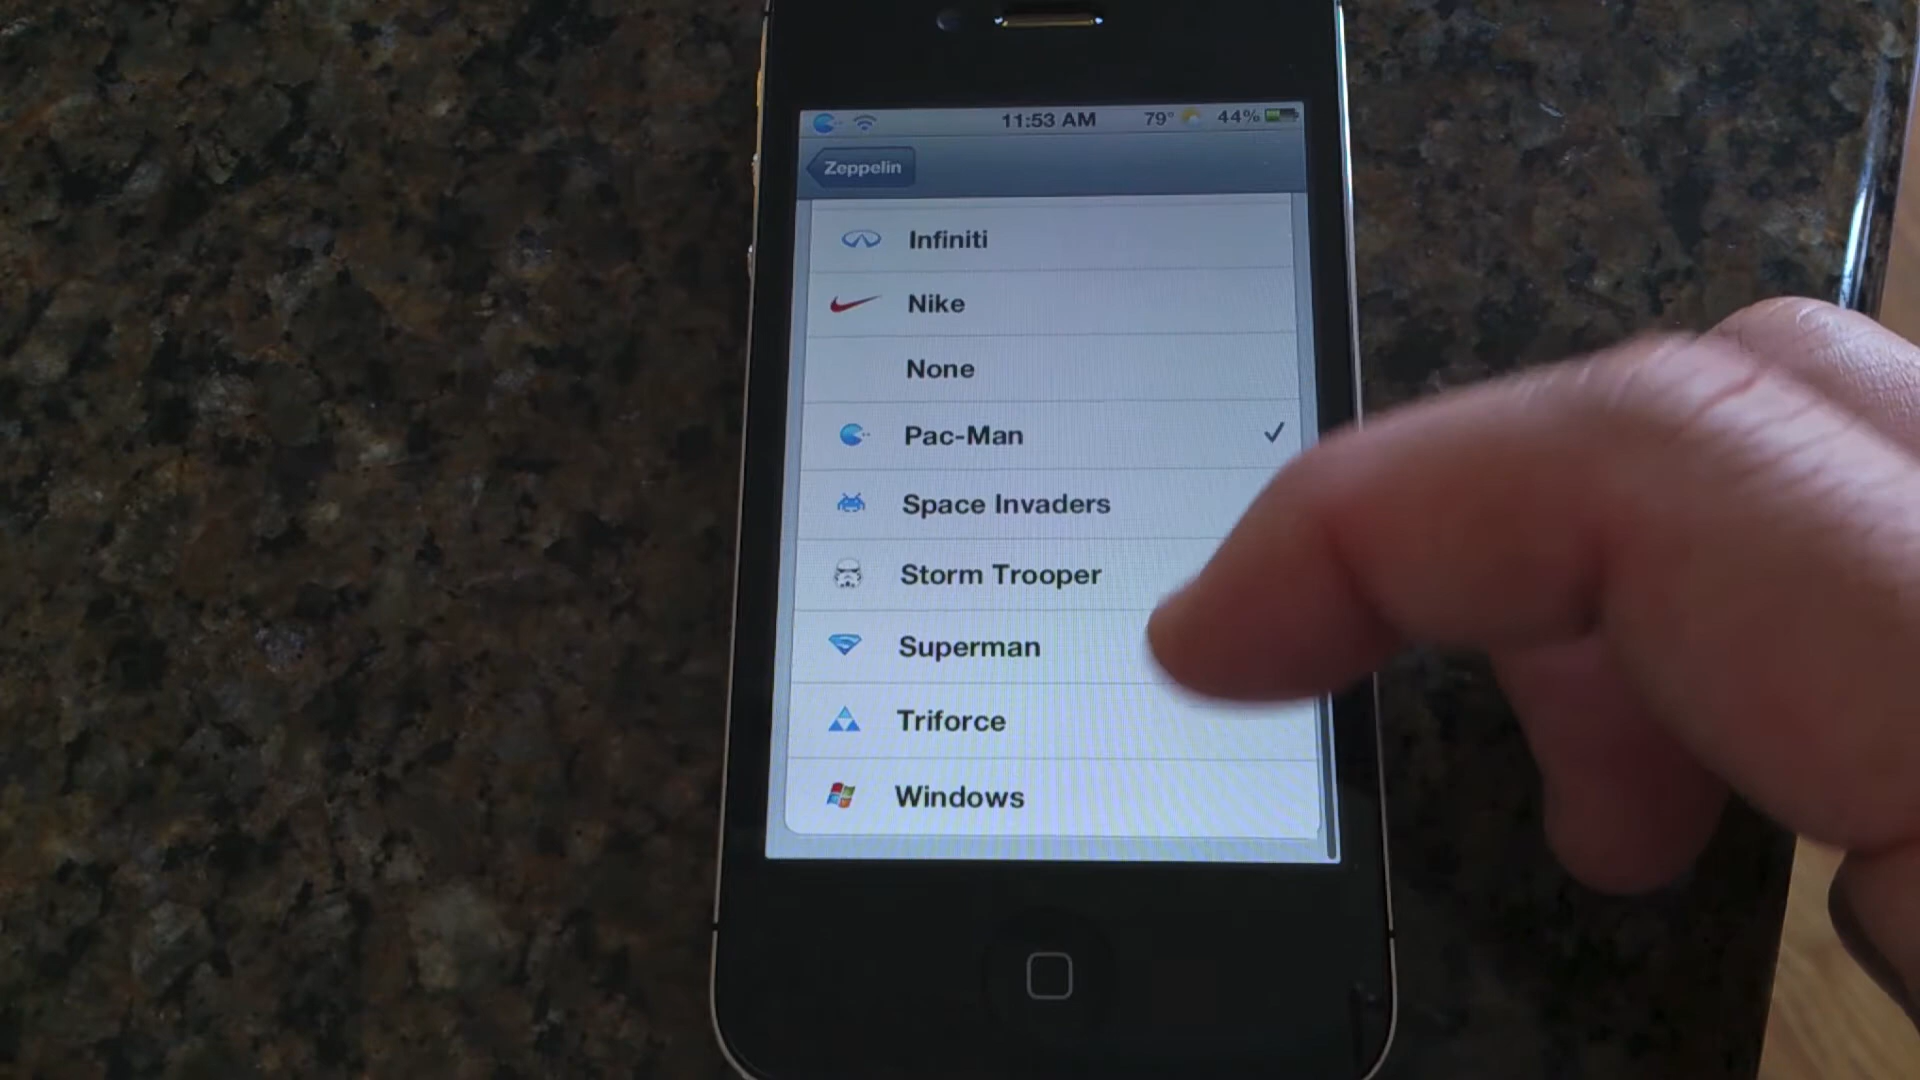 11:53 AM 79° 44%
Zeppelin
Infiniti
Nike
None
Pac-Man
Space Invaders
Storm Trooper
Superman
Triforce
Windows